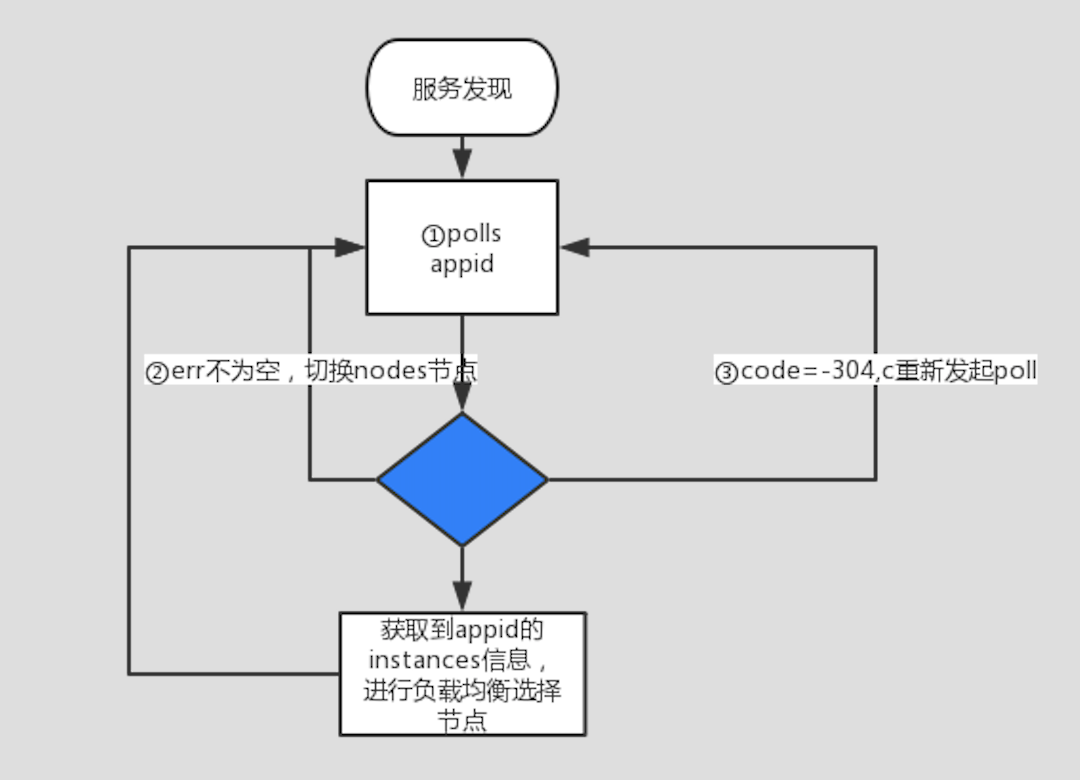 服务发现
①polls
appid
②err不为空，切换nodes节点
③code=-304,c重新发起poll
获取到appid的
instances信息，
进行负载均衡选择
节点